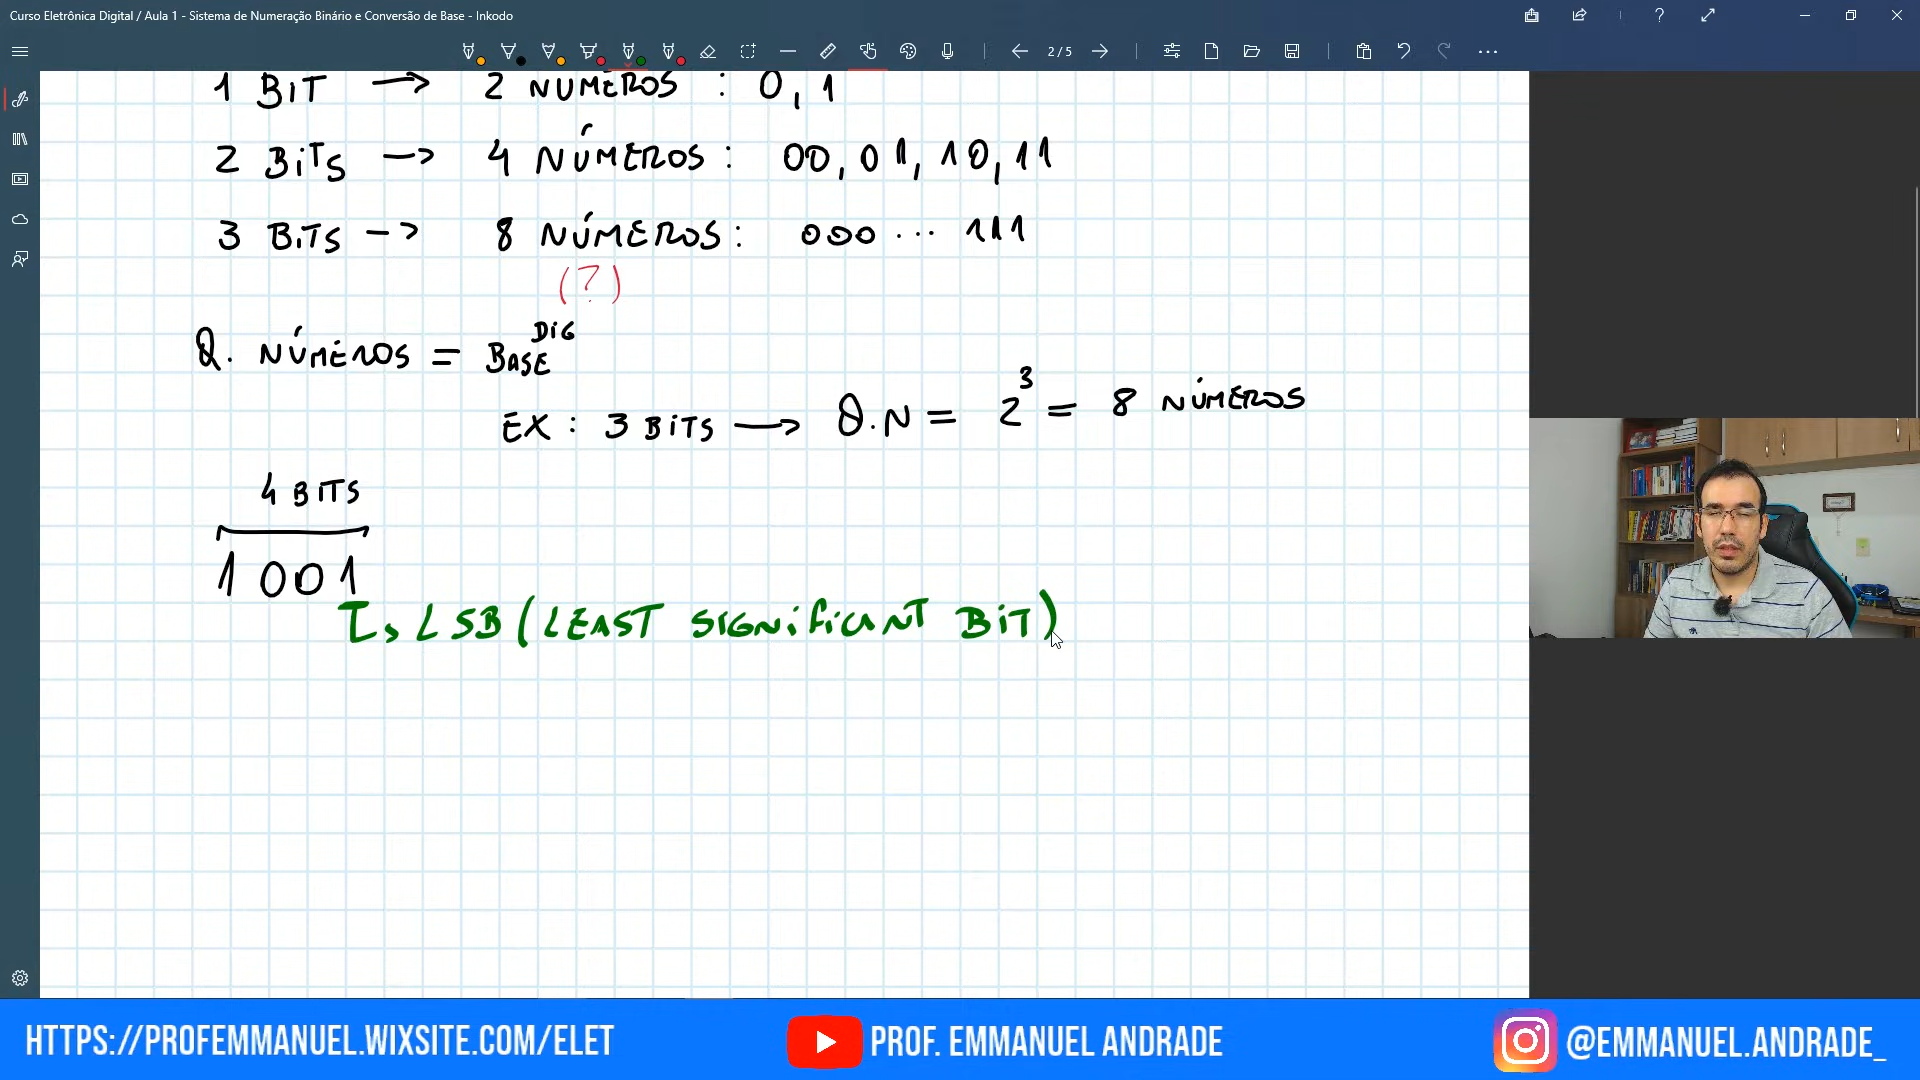 Curso Eletrônica Digital / Aula 1 - Sistema de Numeração Binário e Conversão de Base - Inkodo
2/5
1 BiT → 2 NÚMEROS : 0, 1
2 BiTS → 4 NÚMEROS : 00, 01, 10, 11
3 BiTS → 8 NÚMEROS : 000 ... 111
(?)
Q. NÚMEROS = BASE^DiG
EX : 3 BiTS → Q.N = 2^3 = 8 NÚMEROS
4 BITS
1001
↳ LSB (LEAST SIGNiFiCANT BiT)
HTTPS://PROFEMMANUEL.WIXSITE.COM/ELET
PROF. EMMANUEL ANDRADE
@EMMANUEL.ANDRADE_